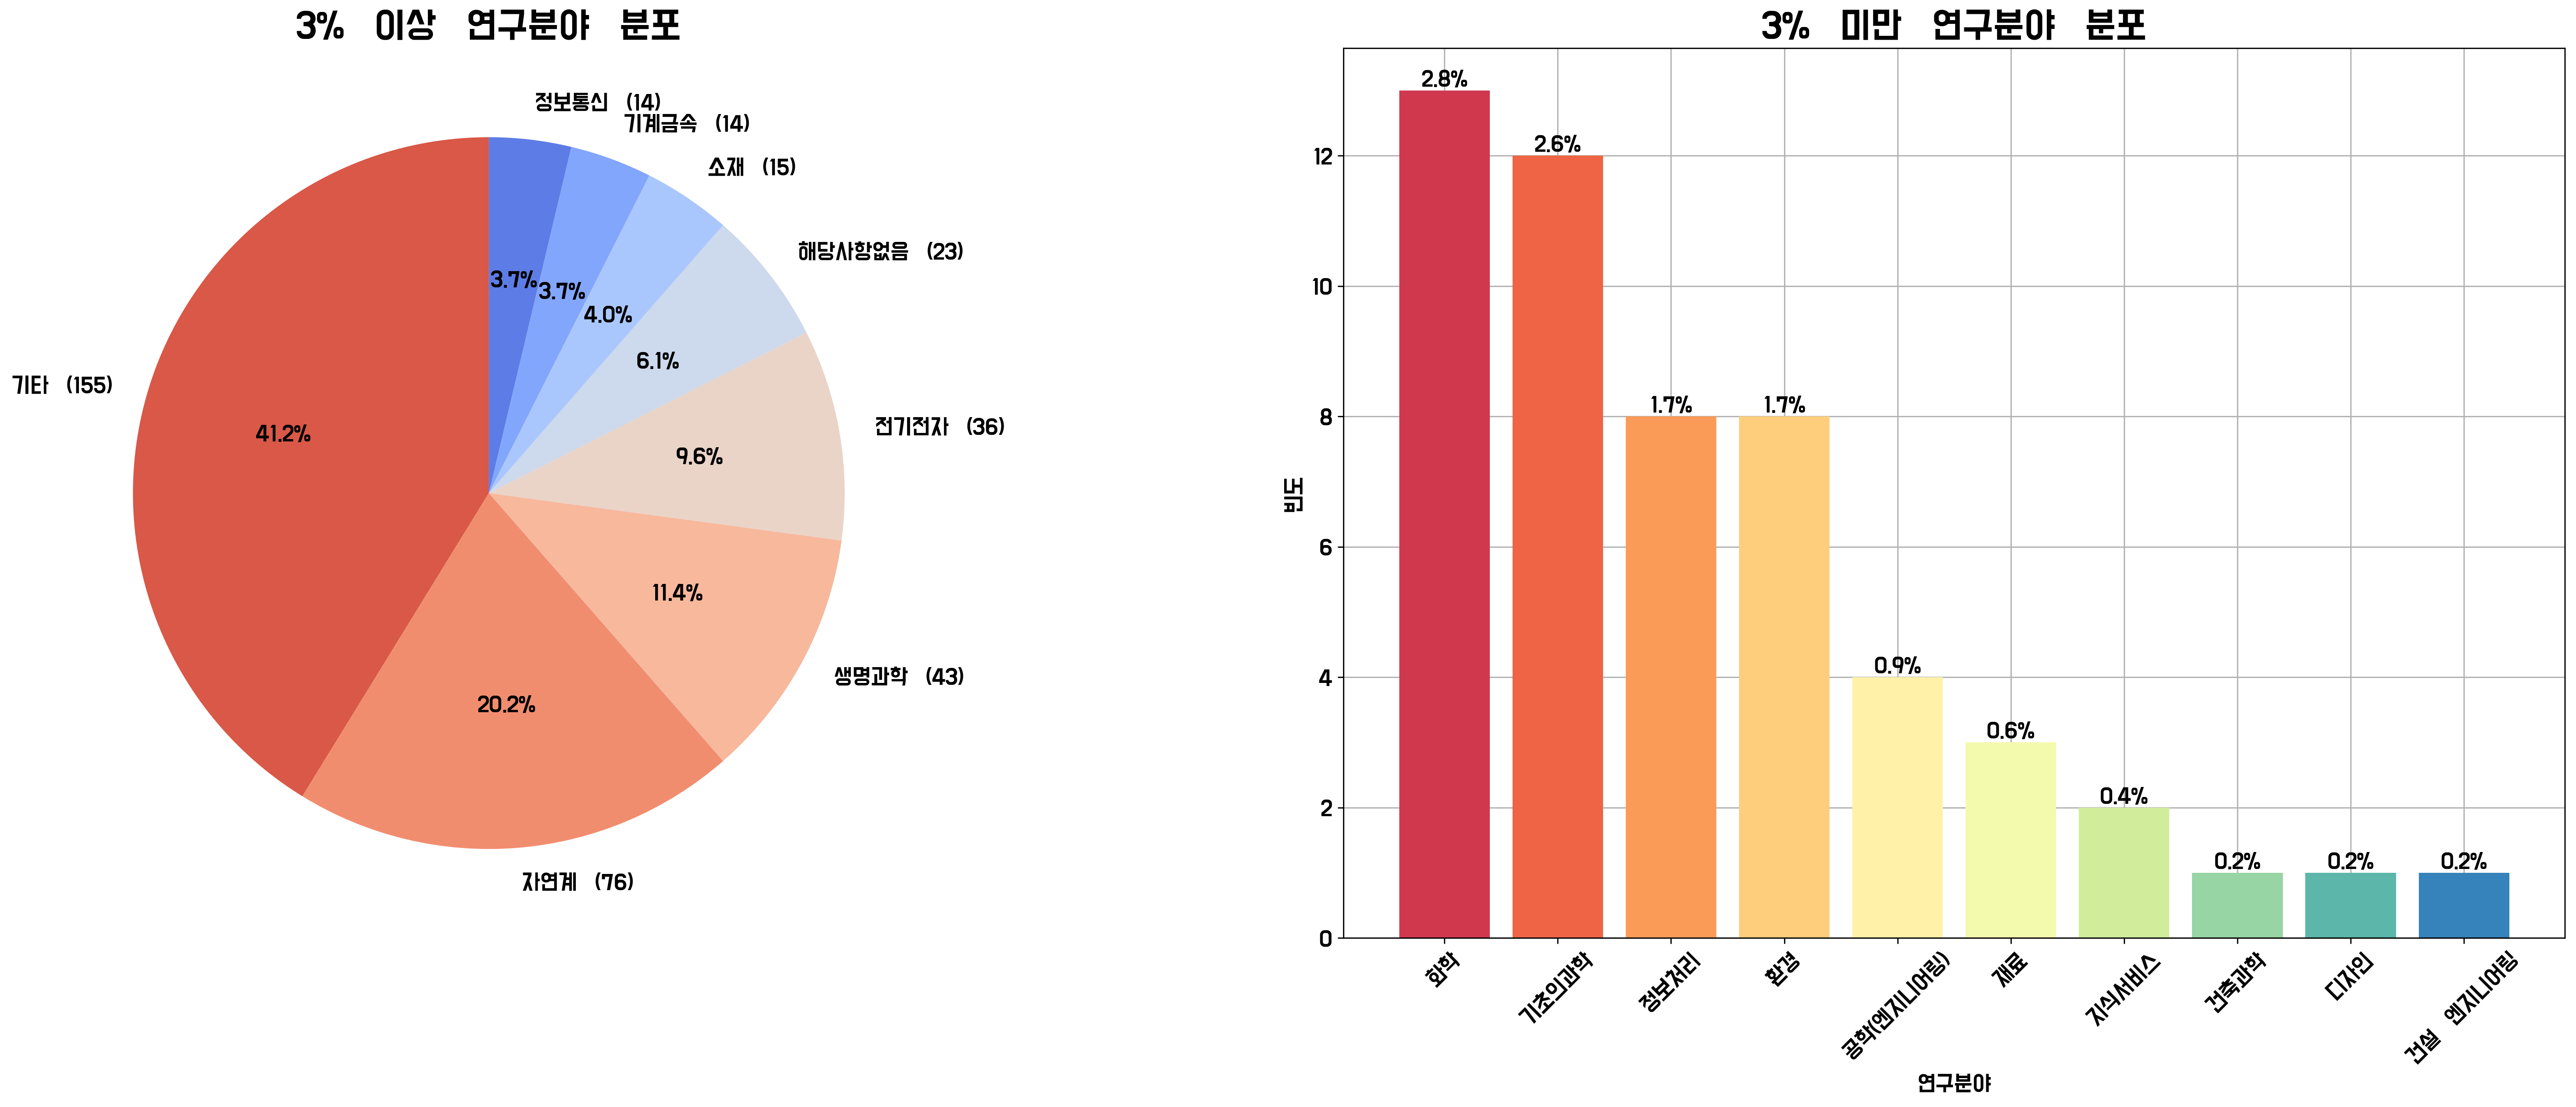 3% 이상 연구분야 분포
정보통신 (14)
기계금속 (14)
소재 (15)
해당사항없음 (23)
전기전자 (36)
생명과학 (43)
자연계 (76)
기타 (155)
3.7%
3.7%
4.0%
6.1%
9.6%
11.4%
20.2%
41.2%
3% 미만 연구분야 분포
빈도
12
10
8
6
4
2
0
2.8%
2.6%
1.7%
1.7%
0.9%
0.6%
0.4%
0.2%
0.2%
0.2%
화학
기초의과학
정보처리
환경
공학(엔지니어링)
재료
지식서비스
건축과학
디자인
건설 엔지니어링
연구분야